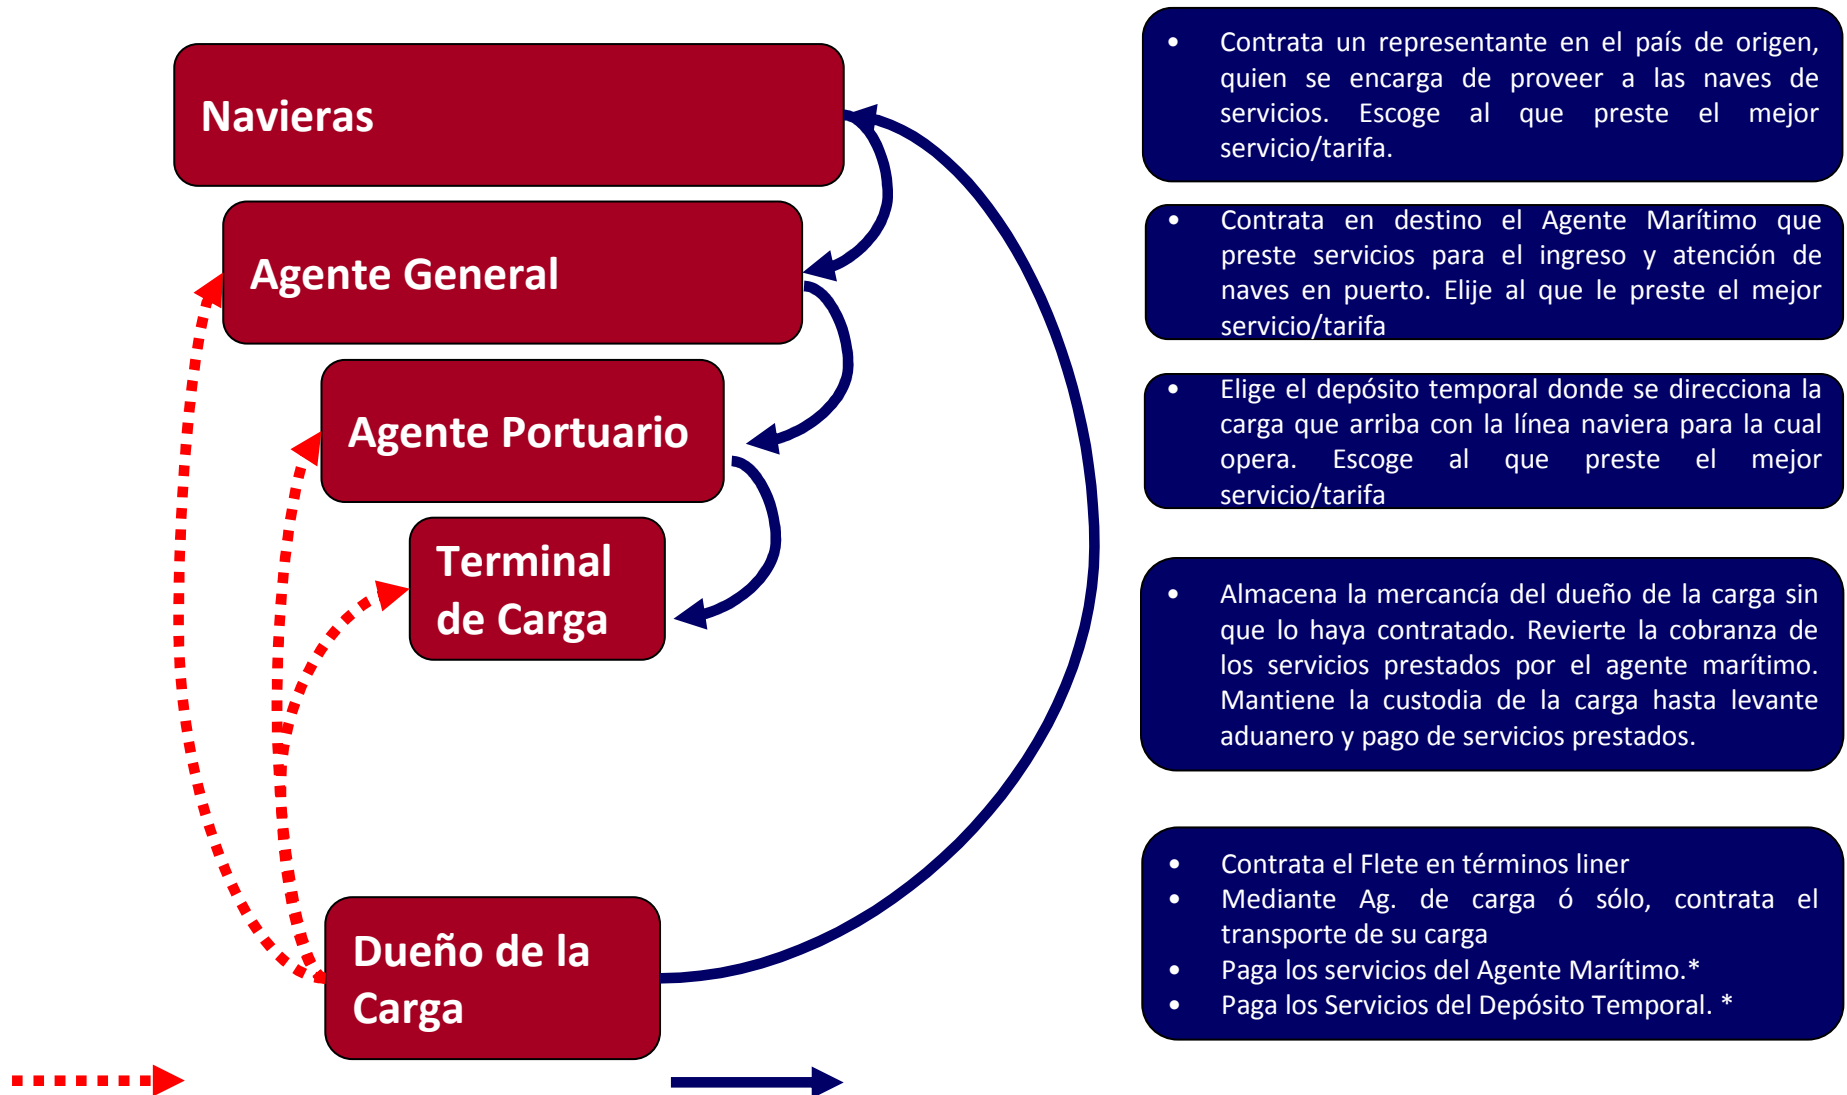 Navieras
• Contrata un representante en el país de origen,
quien se encarga de proveer a las naves de
servicios. Escoge al que preste el mejor
servicio/tarifa.
Agente General
• Contrata en destino el Agente Marítimo que
preste servicios para el ingreso y atención de
naves en puerto. Elije al que le preste el mejor
servicio/tarifa
Agente Portuario
• Elige el depósito temporal donde se direcciona la
carga que arriba con la línea naviera para la cual
opera. Escoge al que preste el mejor
servicio/tarifa
Terminal
de Carga
• Almacena la mercancía del dueño de la carga sin
que lo haya contratado. Revierte la cobranza de
los servicios prestados por el agente marítimo.
Mantiene la custodia de la carga hasta levante
aduanero y pago de servicios prestados.
Dueño de la
Carga
• Contrata el Flete en términos liner
• Mediante Ag. de carga ó sólo, contrata el
transporte de su carga
• Paga los servicios del Agente Marítimo.*
• Paga los Servicios del Depósito Temporal. *